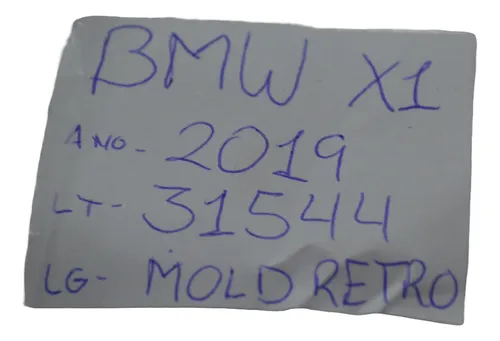 BMW X1
ANO- 2019
LT- 31544
LG- MOLD RETRO